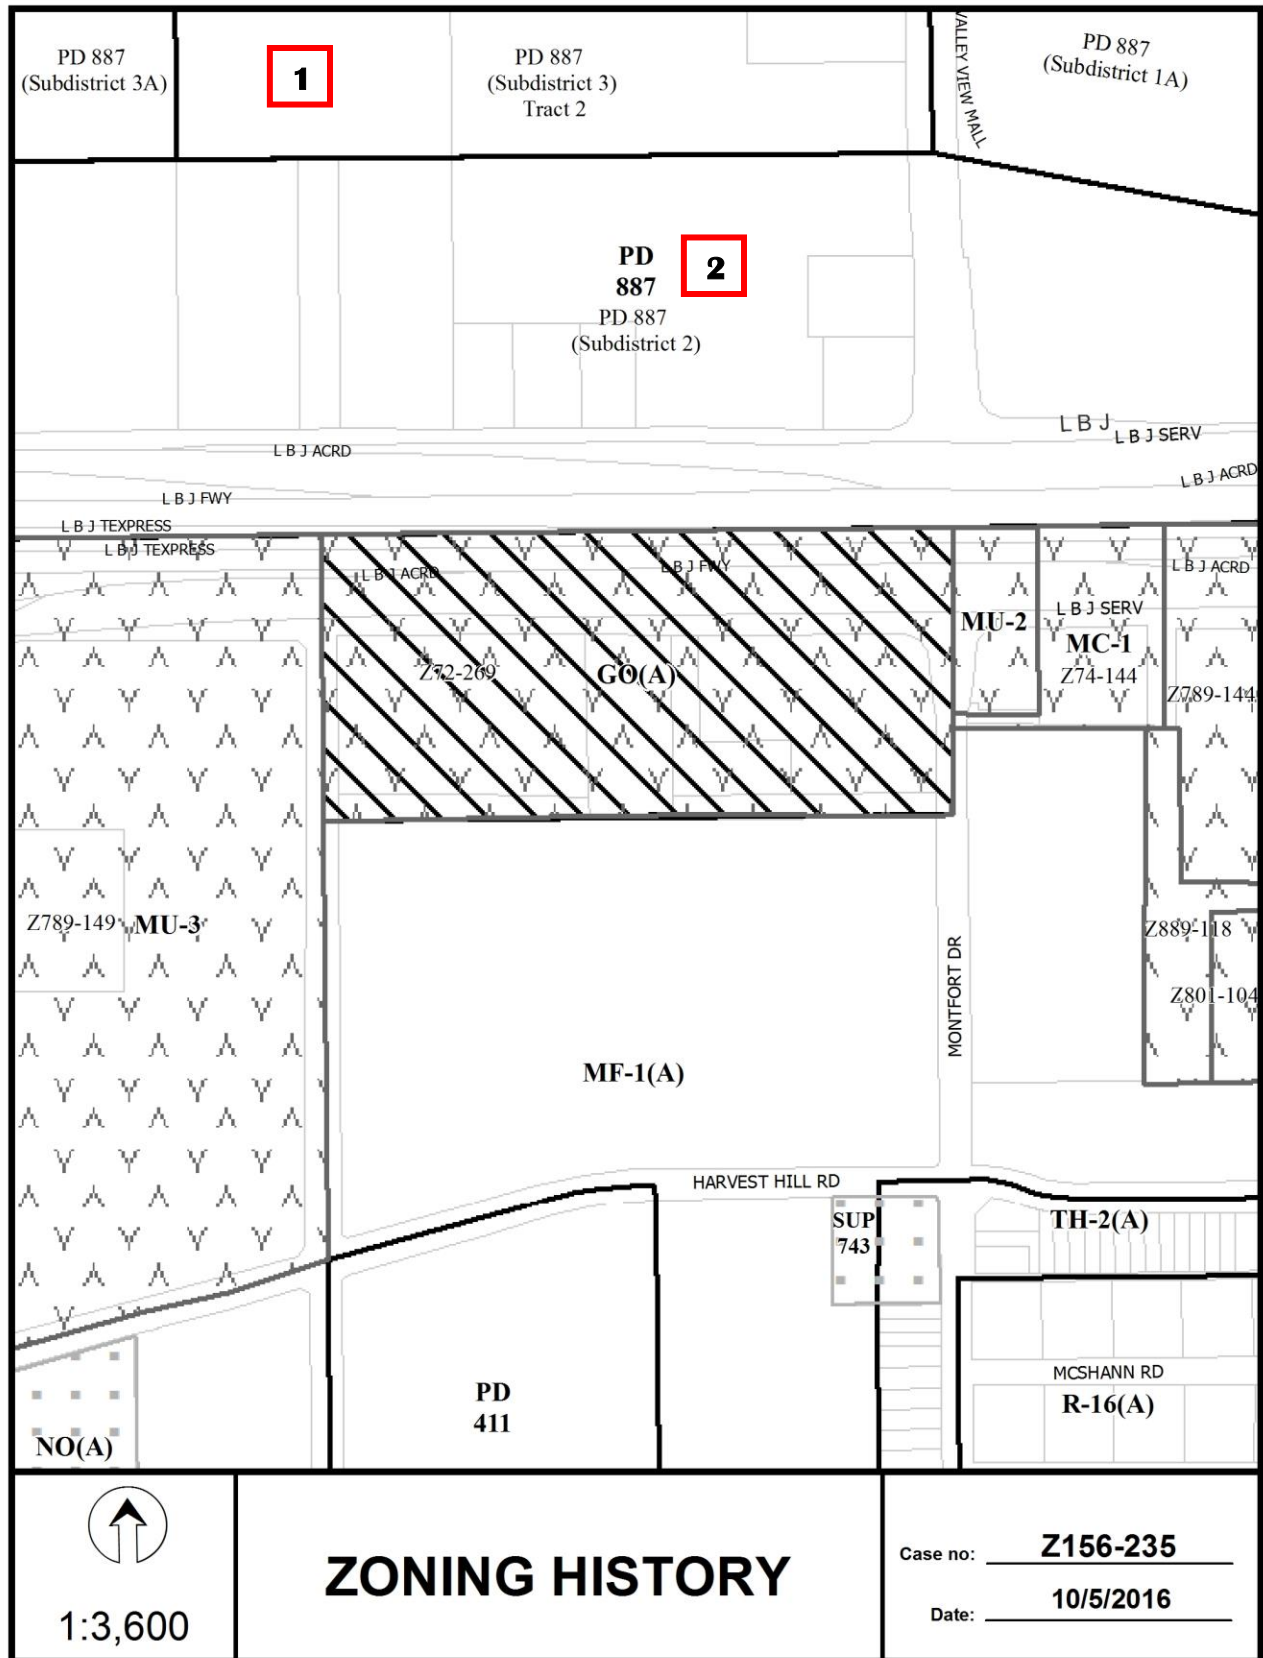 PD 887
(Subdistrict 3A)
1
PD 887
(Subdistrict 3)
Tract 2
VALLEY VIEW MALL
PD 887
(Subdistrict 1A)
PD
887
2
PD 887
(Subdistrict 2)
L B J
L B J SERV
L B J ACRD
L B J ACRD
L B J FWY
L B J TEXPRESS
L B J TEXPRESS
L B J ACRD
L B J FWY
L B J ACRD
L B J SERV
MU-2
MC-1
Z74-144
Z72-269
GO(A)
Z789-144
Z789-149
MU-3
Z889-118
Z801-104
MONTFORT DR
MF-1(A)
HARVEST HILL RD
SUP
743
TH-2(A)
MCSHANN RD
R-16(A)
PD
411
NO(A)
1:3,600
ZONING HISTORY
Case no: Z156-235
Date: 10/5/2016